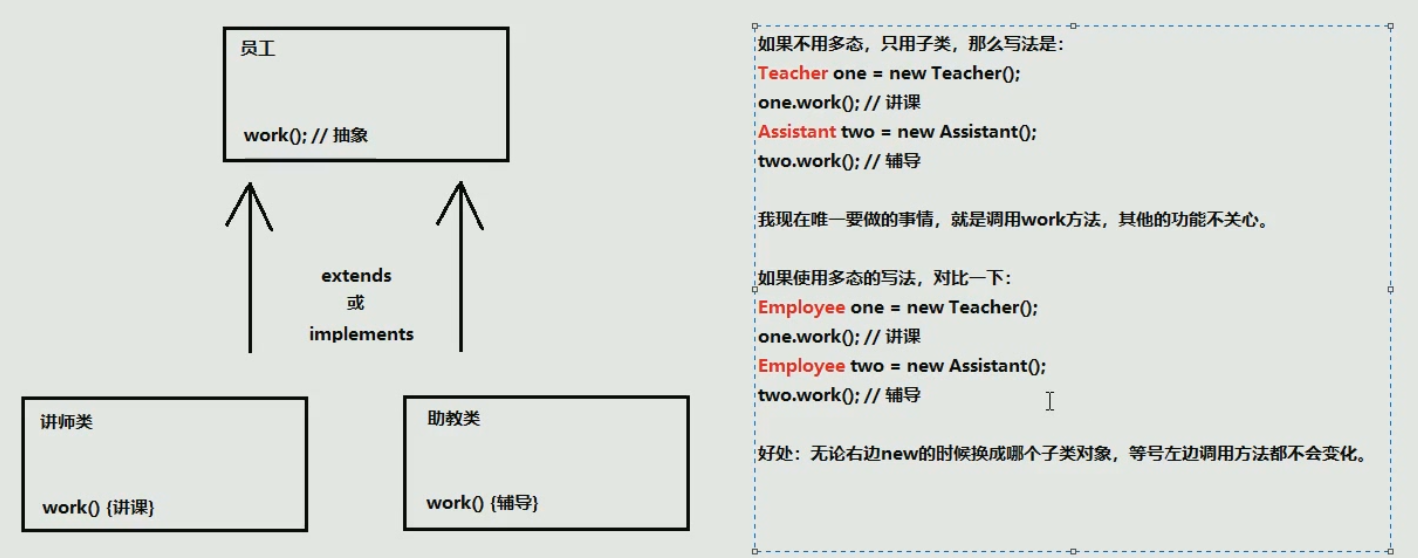 员工
work(); // 抽象
extends
或
implements
讲师类
work() {讲课}
助教类
work() {辅导}
如果不用多态，只用子类，那么写法是：
Teacher one = new Teacher();
one.work(); // 讲课
Assistant two = new Assistant();
two.work(); // 辅导
我现在唯一要做的事情，就是调用work方法，其他的功能不关心。
如果使用多态的写法，对比一下：
Employee one = new Teacher();
one.work(); // 讲课
Employee two = new Assistant();
two.work(); // 辅导
好处：无论右边new的时候换成哪个子类对象，等号左边调用方法都不会变化。